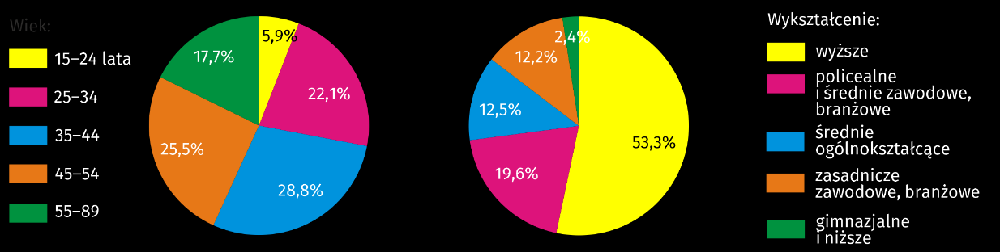 Wiek:
15–24 lata
25–34
35–44
45–54
55–89
5,9%
22,1%
28,8%
25,5%
17,7%
53,3%
19,6%
12,5%
12,2%
2,4%
Wykształcenie:
wyższe
policealne
i średnie zawodowe,
branżowe
średnie
ogólnokształcące
zasadnicze
zawodowe, branżowe
gimnazjalne
i niższe